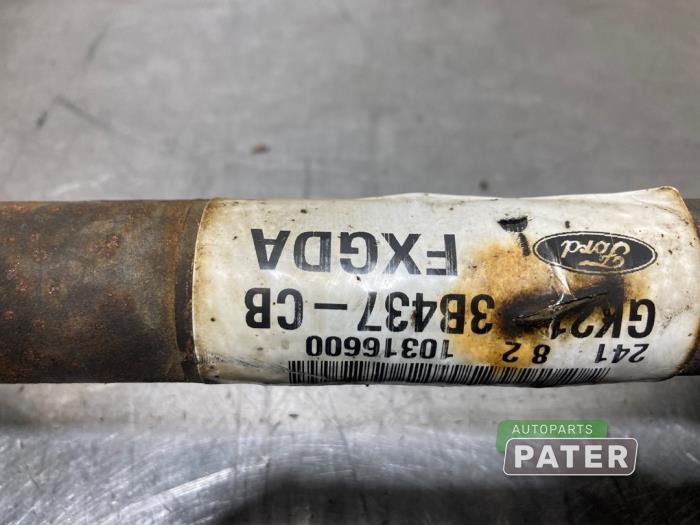 Ford
FXGDA
GK21 3B437-CB
241 82 10316600
AUTOPARTS
PATER